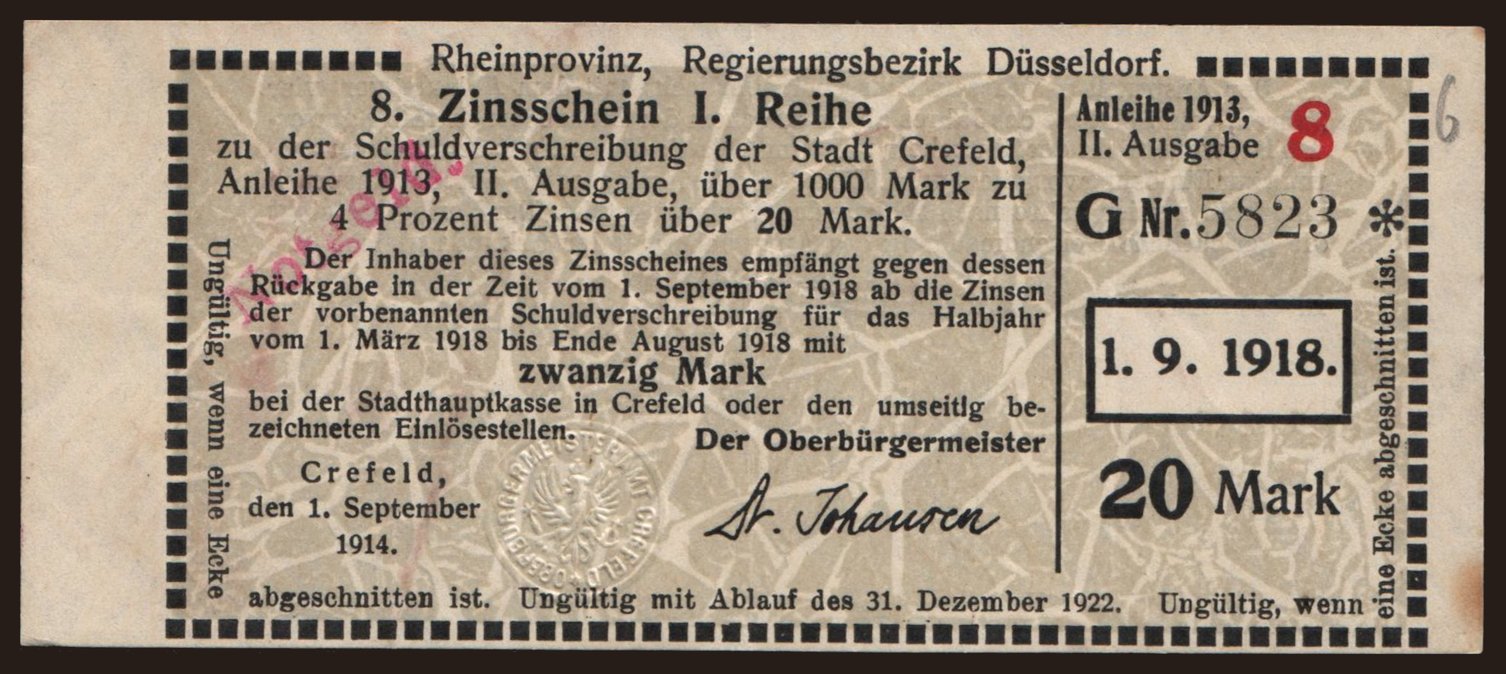 Rheinprovinz, Regierungsbezirk Düsseldorf.
8. Zinsschein I. Reihe
zu der Schuldverschreibung der Stadt Crefeld,
Anleihe 1913, II. Ausgabe, über 1000 Mark zu
4 Prozent Zinsen über 20 Mark.
Der Inhaber dieses Zinsscheines empfängt gegen dessen
Rückgabe in der Zeit vom 1. September 1918 ab die Zinsen
der vorbenannten Schuldverschreibung für das Halbjahr
vom 1. März 1918 bis Ende August 1918 mit
zwanzig Mark
bei der Stadthauptkasse in Crefeld oder den umseitig be-
zeichneten Einlösestellen.
Der Oberbürgermeister
Crefeld,
den 1. September
1914.
Dr. Johansen
OBERBÜRGERMEISTERAMT CREFELD
Anleihe 1913,
II. Ausgabe
8
G Nr. 5823 *
1. 9. 1918.
20 Mark
6
Ungültig, wenn eine Ecke
abgeschnitten ist. Ungültig mit Ablauf des 31. Dezember 1922. Ungültig, wenn
eine Ecke abgeschnitten ist.